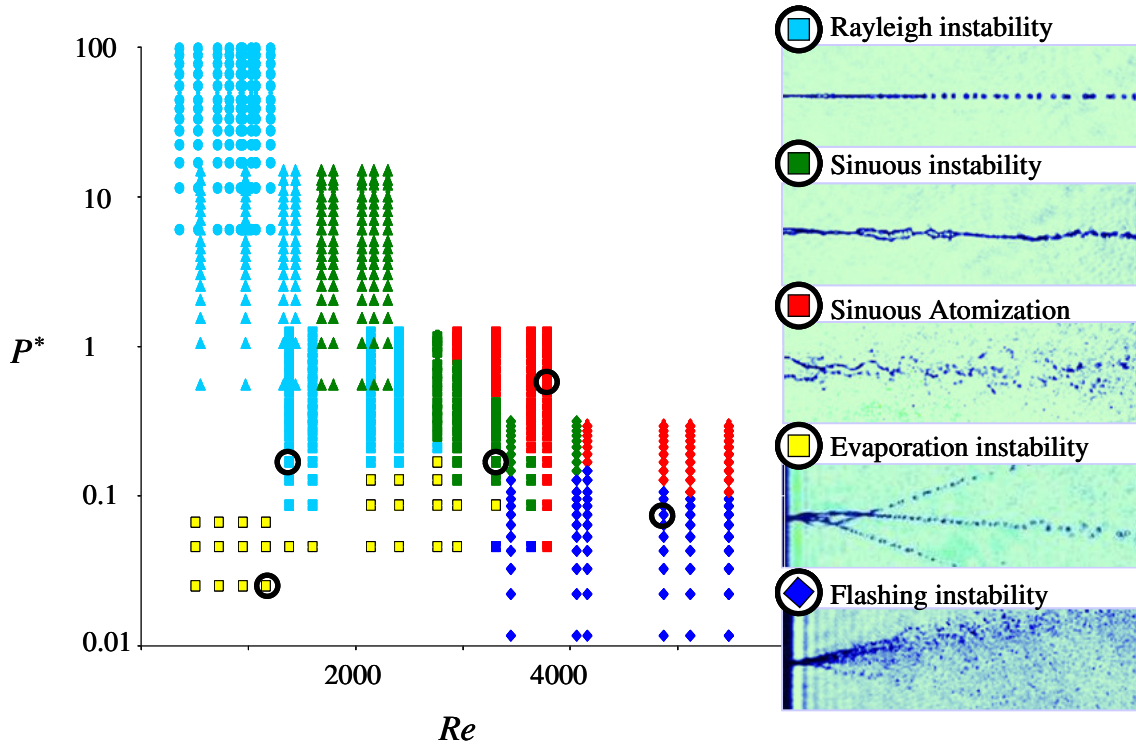 Rayleigh instability
Sinuous instability
Sinuous Atomization
Evaporation instability
Flashing instability
100
10
1
0.1
0.01
P*
2000
4000
Re